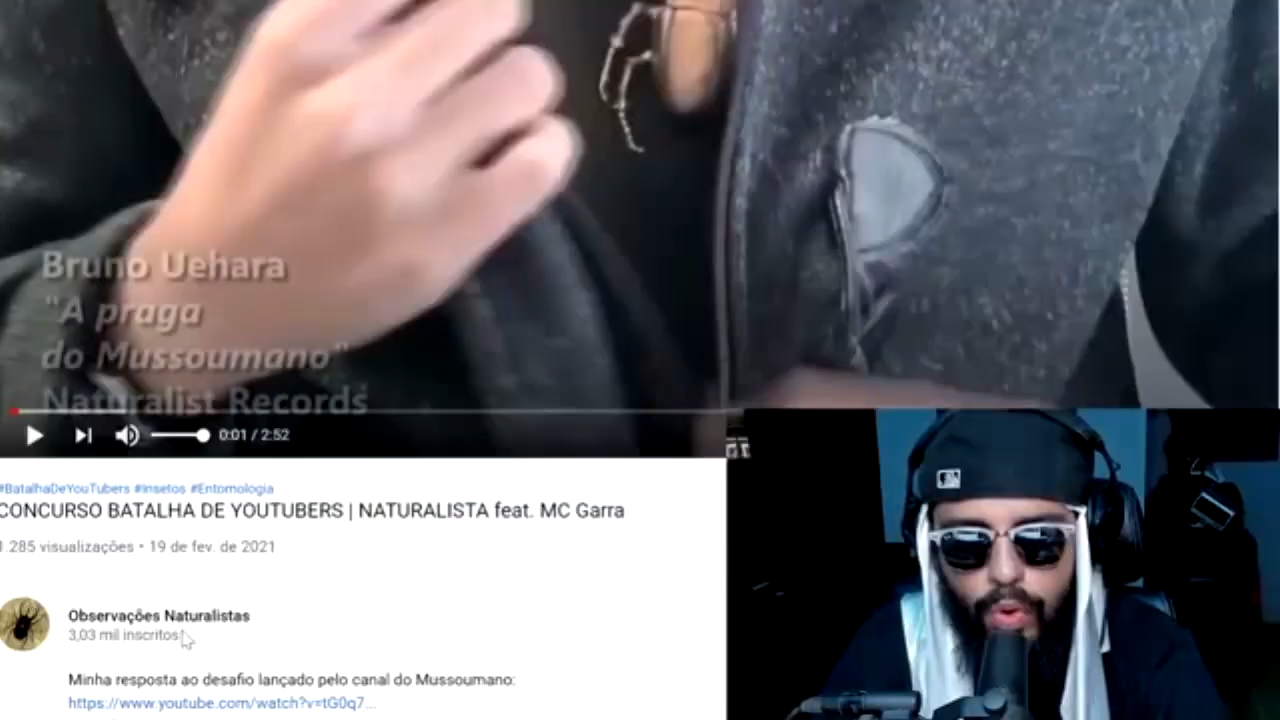 Bruno Uehara
"A praga
do Mussoumano"
Naturalist Records
0:01 / 2:52
#BatalhaDeYouTubers #Insetos #Entomologia
CONCURSO BATALHA DE YOUTUBERS | NATURALISTA feat. MC Garra
1.285 visualizações • 19 de fev. de 2021
Observações Naturalistas
3,03 mil inscritos
Minha resposta ao desafio lançado pelo canal do Mussoumano:
https://www.youtube.com/watch?v=tG0q7...